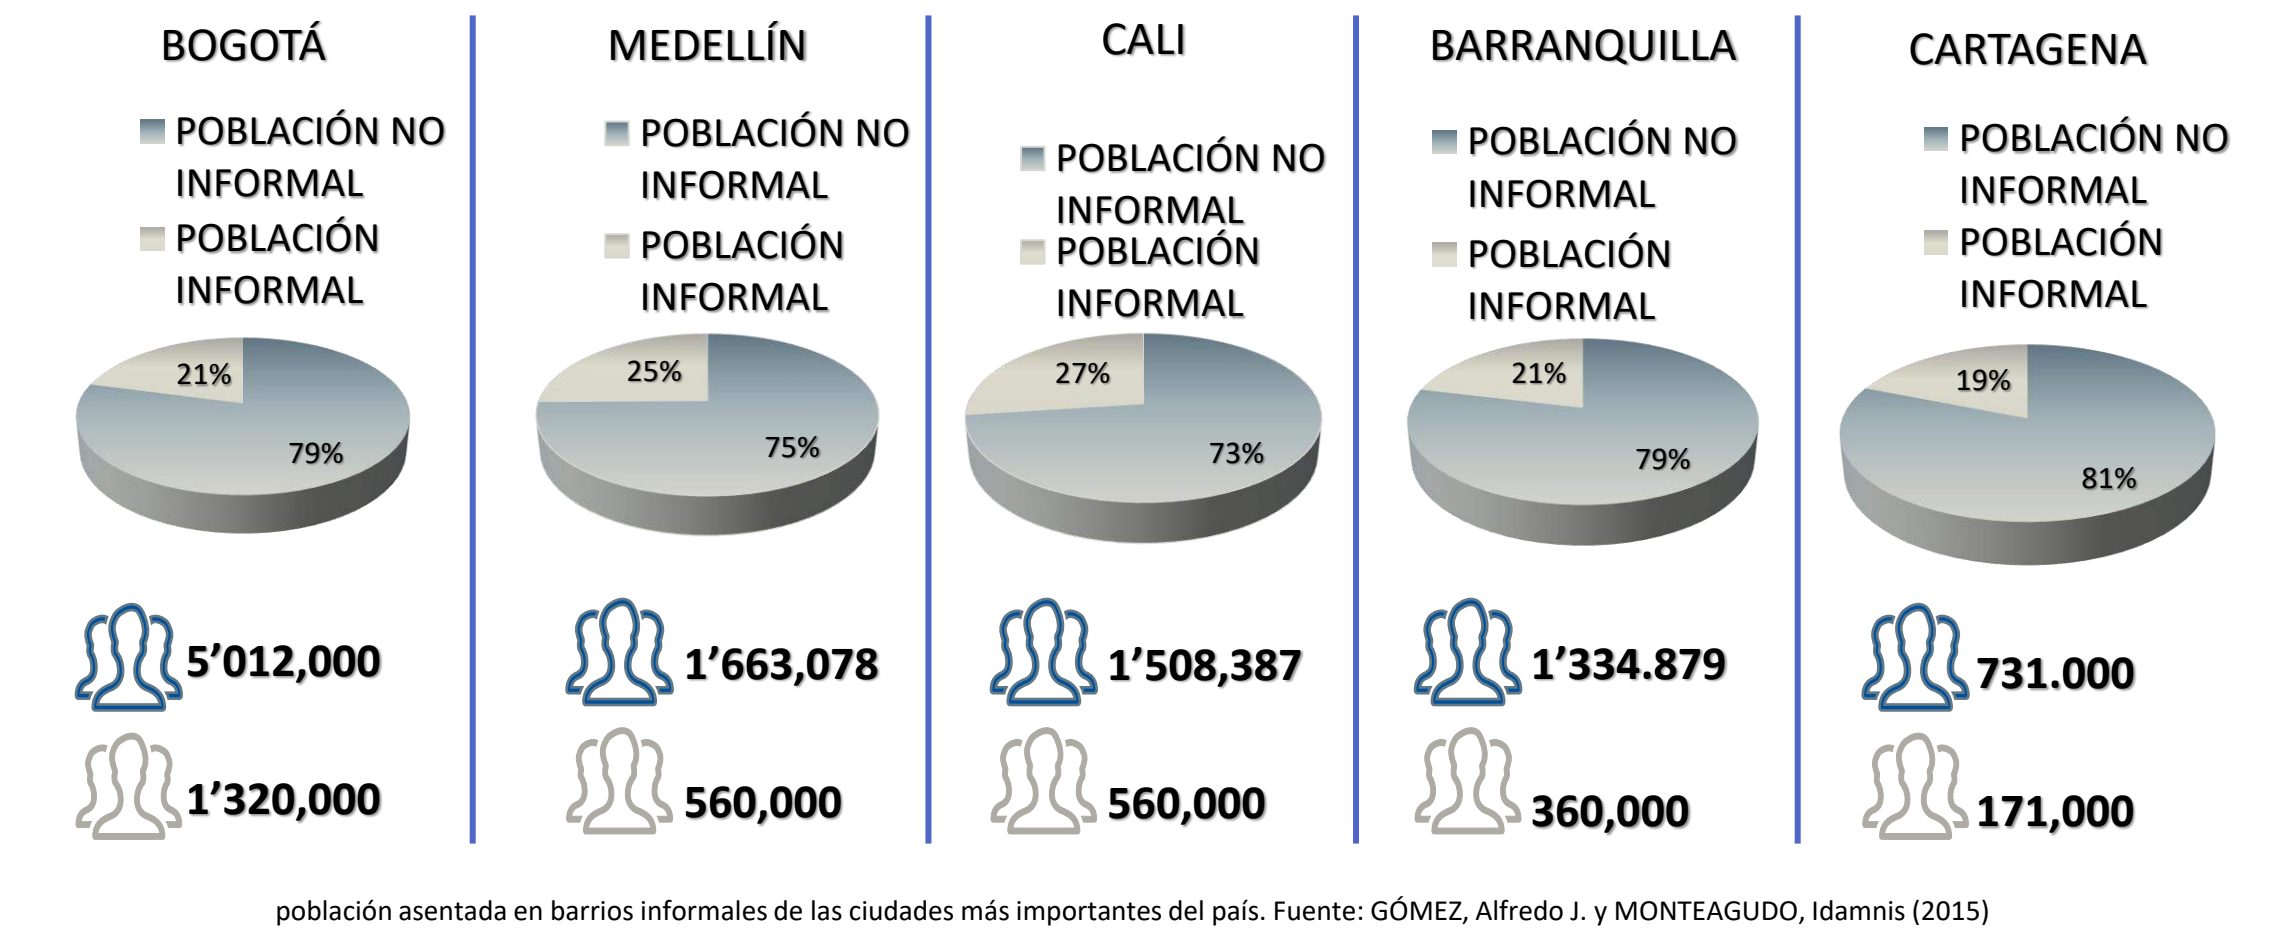 BOGOTÁ
POBLACIÓN NO
INFORMAL
POBLACIÓN
INFORMAL
21%
79%
5’012,000
1’320,000
MEDELLÍN
POBLACIÓN NO
INFORMAL
POBLACIÓN
INFORMAL
25%
75%
1’663,078
560,000
CALI
POBLACIÓN NO
INFORMAL
POBLACIÓN
INFORMAL
27%
73%
1’508,387
560,000
BARRANQUILLA
POBLACIÓN NO
INFORMAL
POBLACIÓN
INFORMAL
21%
79%
1’334.879
360,000
CARTAGENA
POBLACIÓN NO
INFORMAL
POBLACIÓN
INFORMAL
19%
81%
731.000
171,000
población asentada en barrios informales de las ciudades más importantes del país. Fuente: GÓMEZ, Alfredo J. y MONTEAGUDO, Idamnis (2015)